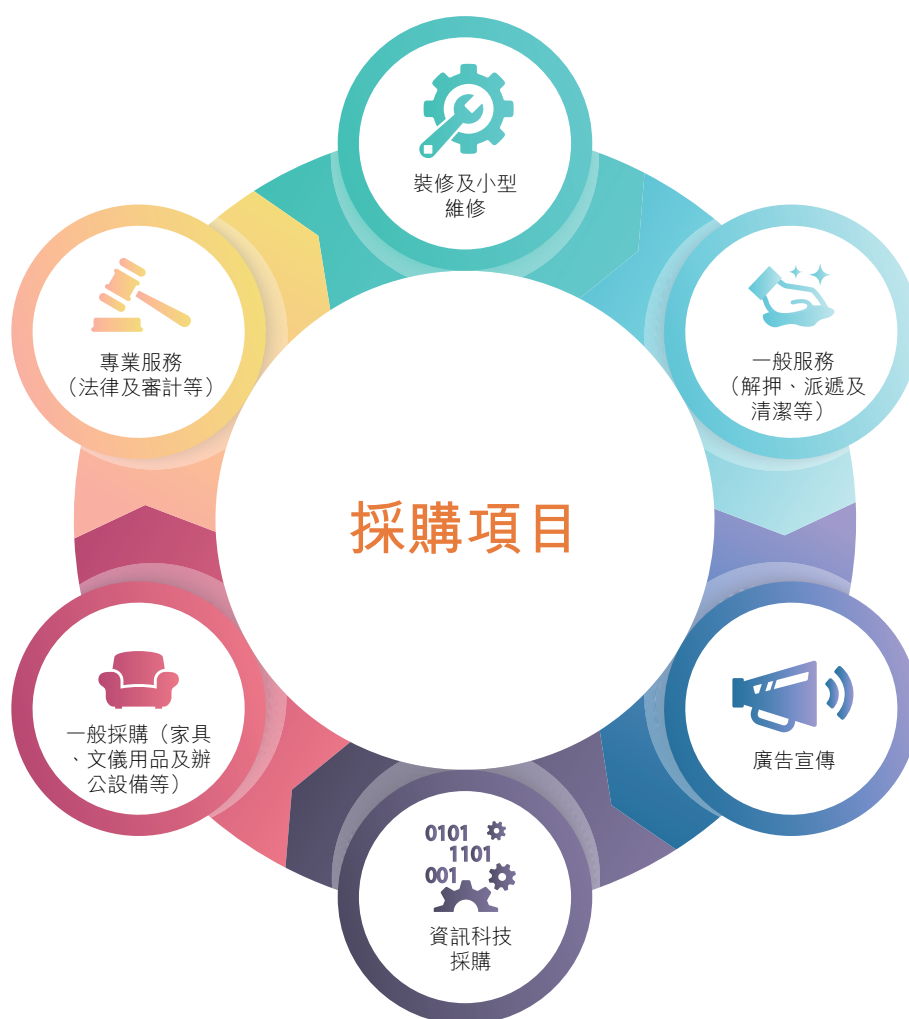 裝修及小型
維修
一般服務
（解押、派遞及
清潔等）
廣告宣傳
0101
1101
001
資訊科技
採購
一般採購（家具
、文儀用品及辦
公設備等）
專業服務
（法律及審計等）
採購項目